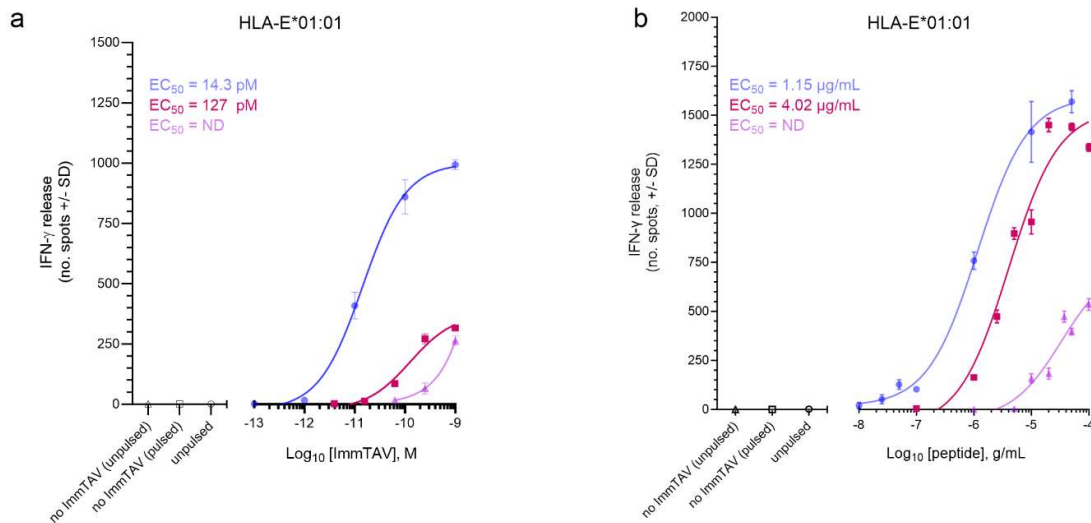 a
HLA-E*01:01
1500
1250
1000
750
500
250
0
EC50 = 14.3 pM
EC50 = 127 pM
EC50 = ND
IFN-γ release
(no. spots +/- SD)
-13
-12
-11
-10
-9
Log10 [ImmTAV], M
no ImmTAV (unpulsed)
no ImmTAV (pulsed)
unpulsed
b
HLA-E*01:01
2000
1750
1500
1250
1000
750
500
250
0
EC50 = 1.15 µg/mL
EC50 = 4.02 µg/mL
EC50 = ND
IFN-γ release
(no. spots, +/- SD)
-8
-7
-6
-5
-4
Log10 [peptide], g/mL
no ImmTAV (unpulsed)
no ImmTAV (pulsed)
unpulsed